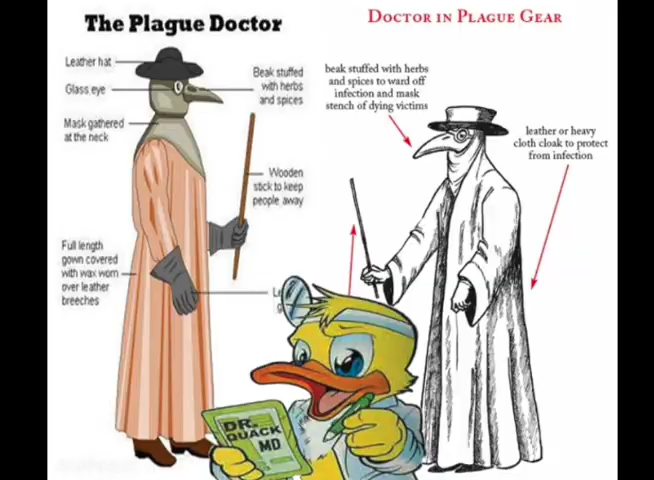 The Plague Doctor
Leather hat
Glass eye
Mask gathered
at the neck
Full length
gown covered
with wax worn
over leather
breeches
Beak stuffed
with herbs
and spices
Wooden
stick to keep
people away
DOCTOR IN PLAGUE GEAR
beak stuffed with herbs
and spices to ward off
infection and mask
stench of dying victims
leather or heavy
cloth cloak to protect
from infection
DR.
QUACK
MD